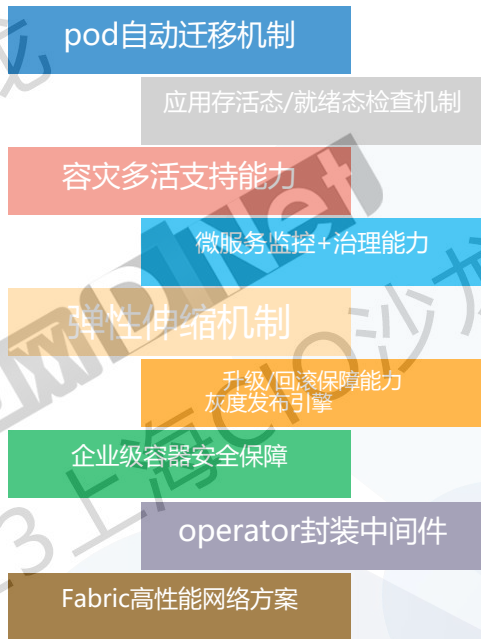 pod自动迁移机制
应用存活态/就绪态检查机制
容灾多活支持能力
微服务监控+治理能力
弹性伸缩机制
升级/回滚保障能力
灰度发布引擎
企业级容器安全保障
operator封装中间件
Fabric高性能网络方案